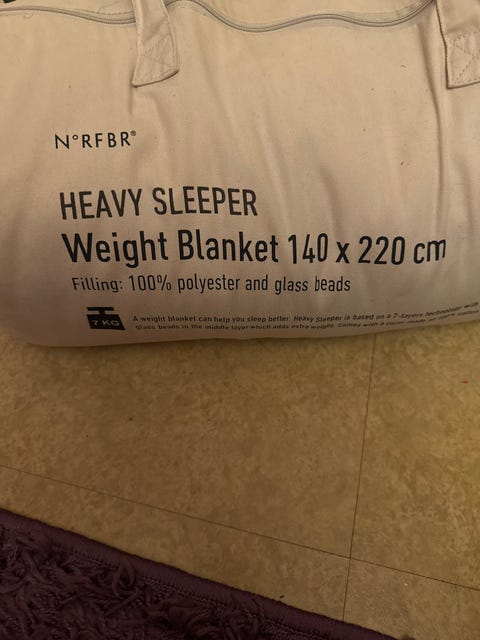 N°RFBR®
HEAVY SLEEPER
Weight Blanket 140 x 220 cm
Filling: 100% polyester and glass beads
7 KG
A weight blanket can help you sleep better. Heavy Sleeper is based on a 7-layers technology with
glass beads in the middle layer which adds extra weight. Comes with a cover made of 100% cotton